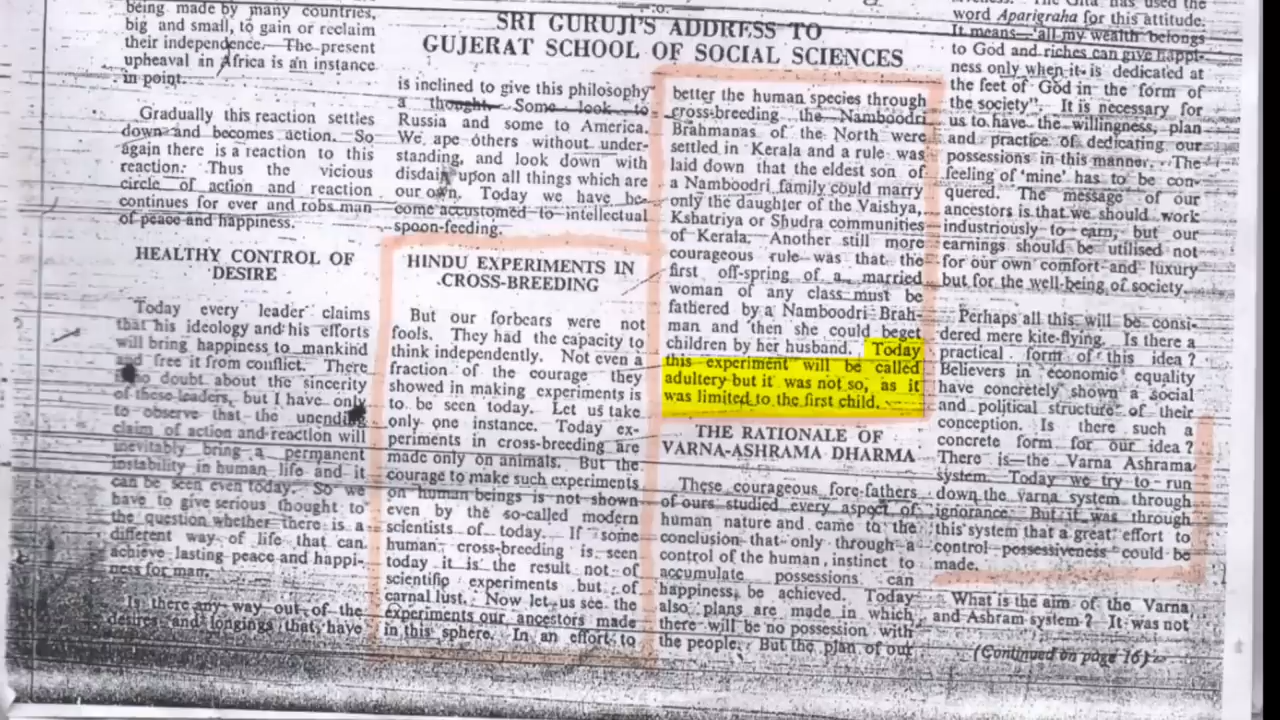 SRI GURUJI'S ADDRESS TO
GUJERAT SCHOOL OF SOCIAL SCIENCES
being made by many countries,
big and small, to gain or reclaim
their independence. The present
upheaval in Africa is an instance
in point.
Gradually this reaction settles
down and becomes action. So
again there is a reaction to this
reaction. Thus the vicious
circle of action and reaction
continues for ever and robs man
of peace and happiness.
HEALTHY CONTROL OF
DESIRE
Today every leader claims
that his ideology and his efforts
will bring happiness to mankind
and free it from conflict. There
is no doubt about the sincerity
of these leaders, but I have only
to observe that the unending
claim of action and reaction will
inevitably bring a permanent
instability in human life and it
can be seen even today. So we
have to give serious thought to
the question whether there is a
different way of life that can
achieve lasting peace and happi-
ness for man.
Is there any way out of the
desires and longings that have
is inclined to give this philosophy
a thought. Some look to
Russia and some to America.
We ape others without under-
standing, and look down with
disdain upon all things which are
our own. Today we have be-
come accustomed to intellectual
spoon-feeding.
HINDU EXPERIMENTS IN
CROSS-BREEDING
But our forbears were not
fools. They had the capacity to
think independently. Not even a
fraction of the courage they
showed in making experiments is
to be seen today. Let us take
only one instance. Today ex-
periments in cross-breeding are
made only on animals. But the
courage to make such experiments
on human beings is not shown
even by the so-called modern
scientists of today. If some
human cross-breeding is seen
today it is the result not of
scientific experiments but of
carnal lust. Now let us see the
experiments our ancestors made
in this sphere. In an effort to
better the human species through
cross-breeding the Namboodri
Brahmanas of the North were
settled in Kerala and a rule was
laid down that the eldest son of
a Namboodri family could marry
only the daughter of the Vaishya,
Kshatriya or Shudra communities
of Kerala. Another still more
courageous rule was that the
first off-spring of a married
woman of any class must be
fathered by a Namboodri Brah-
man and then she could beget
children by her husband. Today
this experiment will be called
adultery but it was not so, as it
was limited to the first child.
THE RATIONALE OF
VARNA-ASHRAMA DHARMA
These courageous fore-fathers
of ours studied every aspect of
human nature and came to the
conclusion that only through a
control of the human instinct to
accumulate possessions can
happiness be achieved. Today
also plans are made in which
there will be no possession with
the people. But the plan of our
The Gita has used the
word Aparigraha for this attitude.
It means—"all my wealth belongs
to God and riches can give happi-
ness only when it is dedicated at
the feet of God in the form of
the society". It is necessary for
us to have the willingness, plan
and practice of dedicating our
possessions in this manner. The
feeling of 'mine' has to be con-
quered. The message of our
ancestors is that we should work
industriously to earn, but our
earnings should be utilised not
for our own comfort and luxury
but for the well-being of society.
Perhaps all this will be consi-
dered mere kite-flying. Is there a
practical form of this idea?
Believers in economic equality
have concretely shown a social
and political structure of their
conception. Is there such a
concrete form for our idea?
There is—the Varna Ashrama
system. Today we try to run
down the varna system through
ignorance. But it was through
this system that a great effort to
control possessiveness could be
made.
What is the aim of the Varna
and Ashram system? It was not
(Continued on page 16)